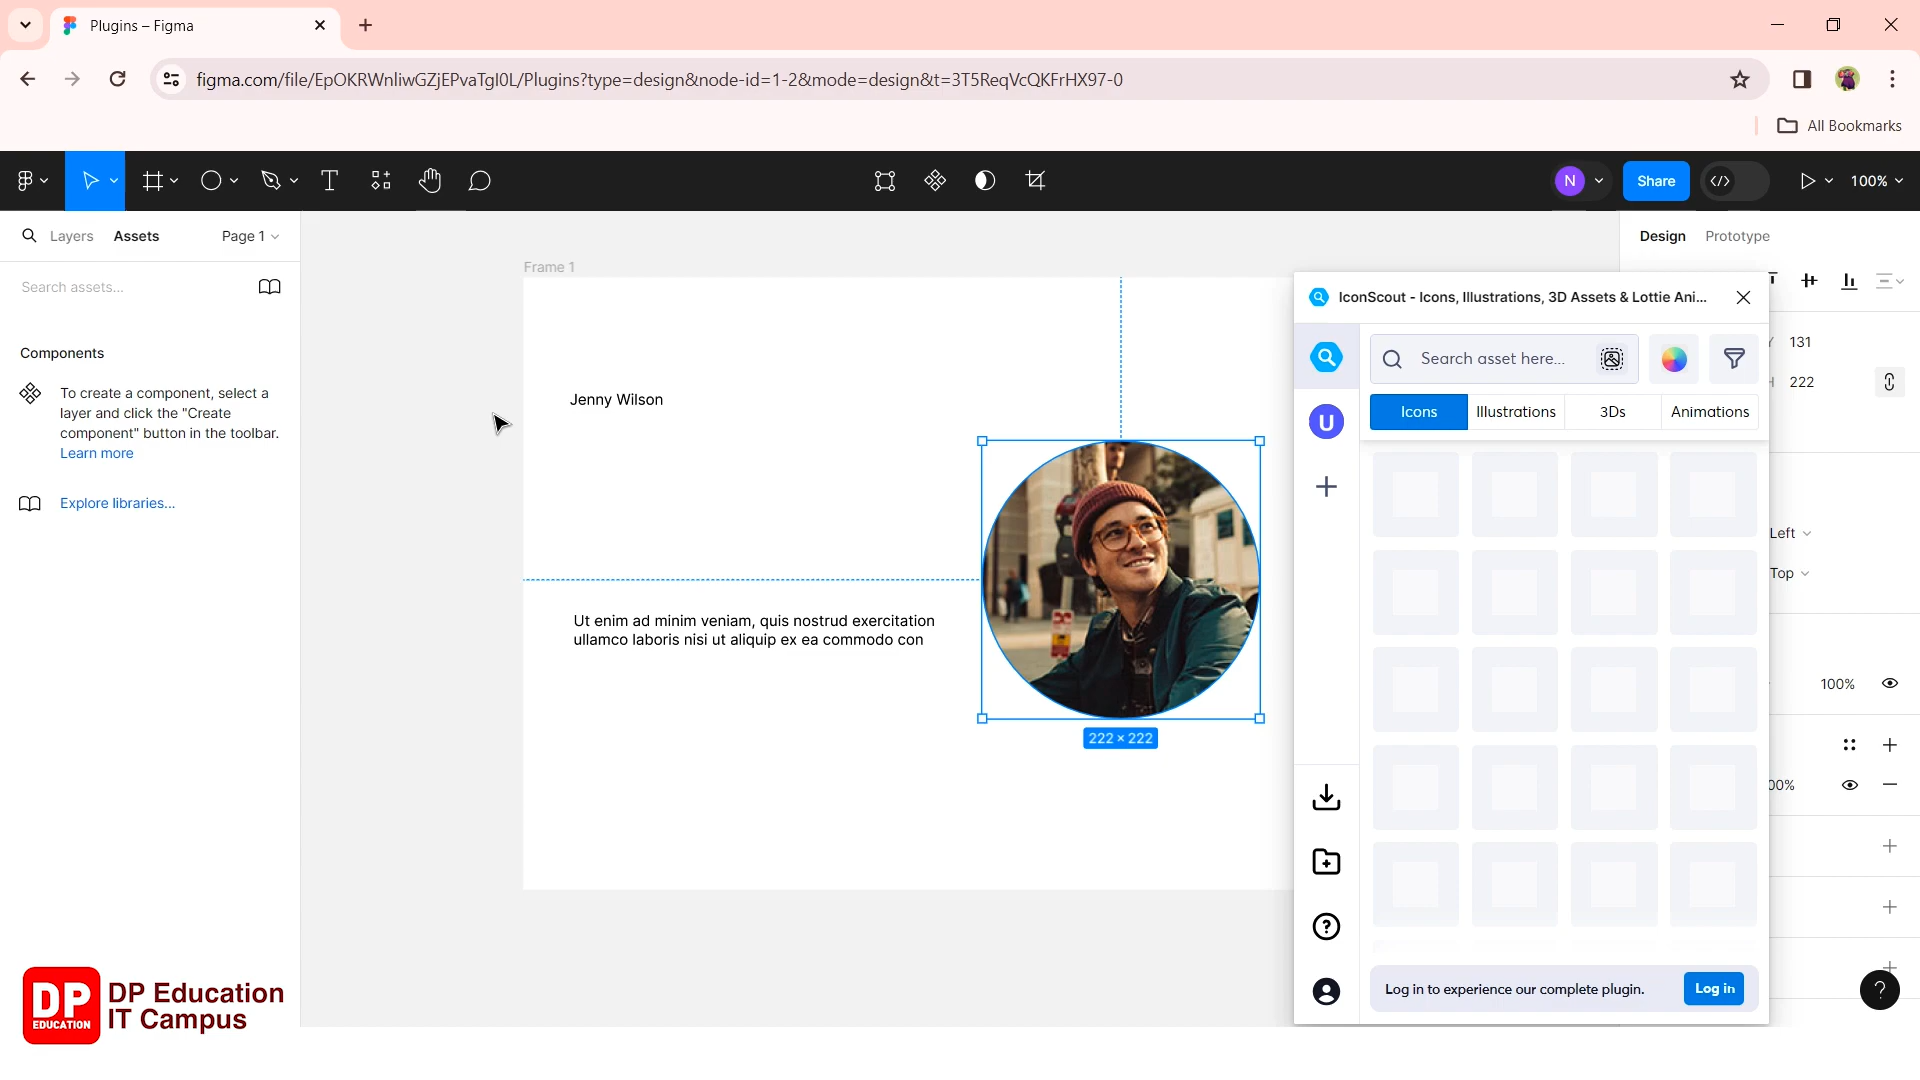 Plugins – Figma
figma.com/file/EpOKRWnliwGZjEPvaTgI0L/Plugins?type=design&node-id=1-2&mode=design&t=3T5ReqVcQKFrHX97-0
All Bookmarks
N
Share
100%
Layers
Assets
Page 1
Design
Prototype
Search assets...
Components
To create a component, select a
layer and click the "Create
component" button in the toolbar.
Learn more
Explore libraries...
Frame 1
Jenny Wilson
Ut enim ad minim veniam, quis nostrud exercitation
ullamco laboris nisi ut aliquip ex ea commodo con
222 × 222
IconScout - Icons, Illustrations, 3D Assets & Lottie Ani...
Search asset here...
U
Icons
Illustrations
3Ds
Animations
Log in to experience our complete plugin.
Log in
131
222
Left
Top
100%
00%
?
DP
EDUCATION
DP Education
IT Campus